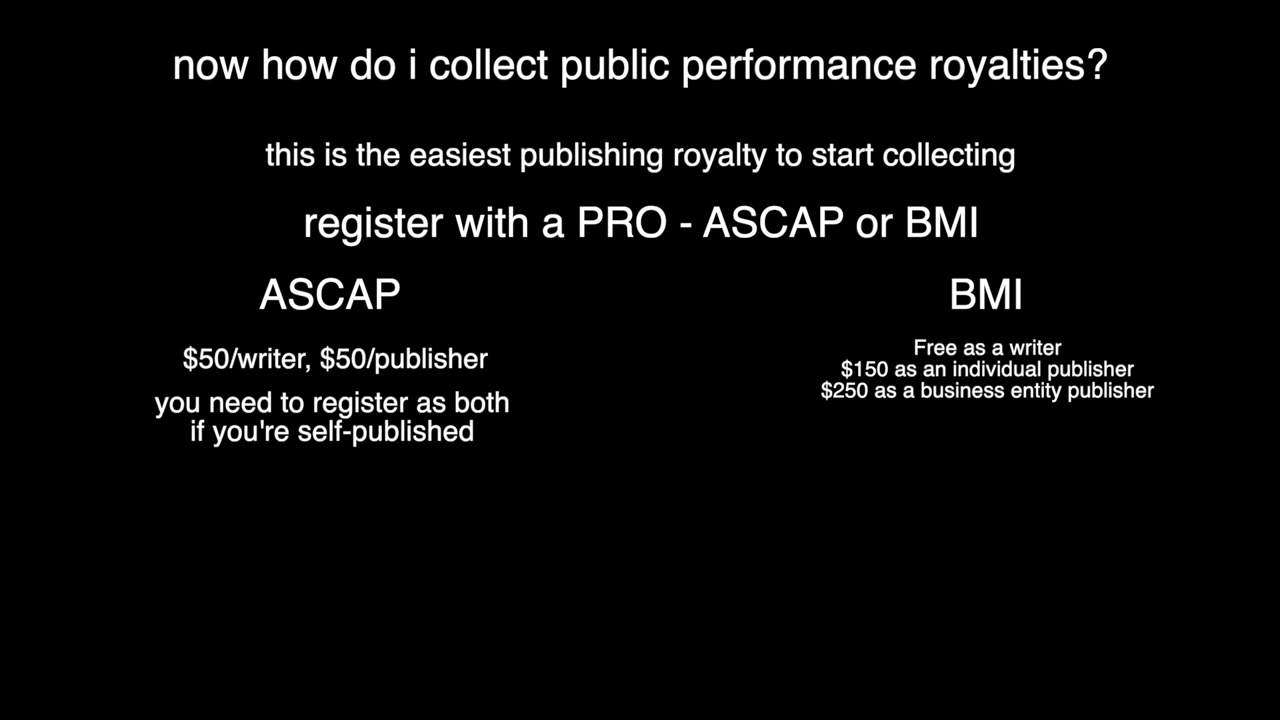 now how do i collect public performance royalties?
this is the easiest publishing royalty to start collecting
register with a PRO - ASCAP or BMI
ASCAP
$50/writer, $50/publisher
you need to register as both
if you're self-published
BMI
Free as a writer
$150 as an individual publisher
$250 as a business entity publisher